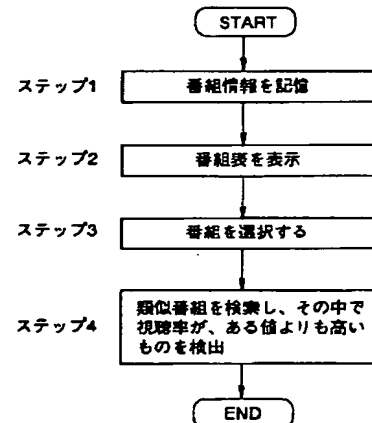 START
ステップ1
番組情報を記憶
ステップ2
番組表を表示
ステップ3
番組を選択する
ステップ4
類似番組を検索し、その中で
視聴率が、ある値よりも高い
ものを検出
END